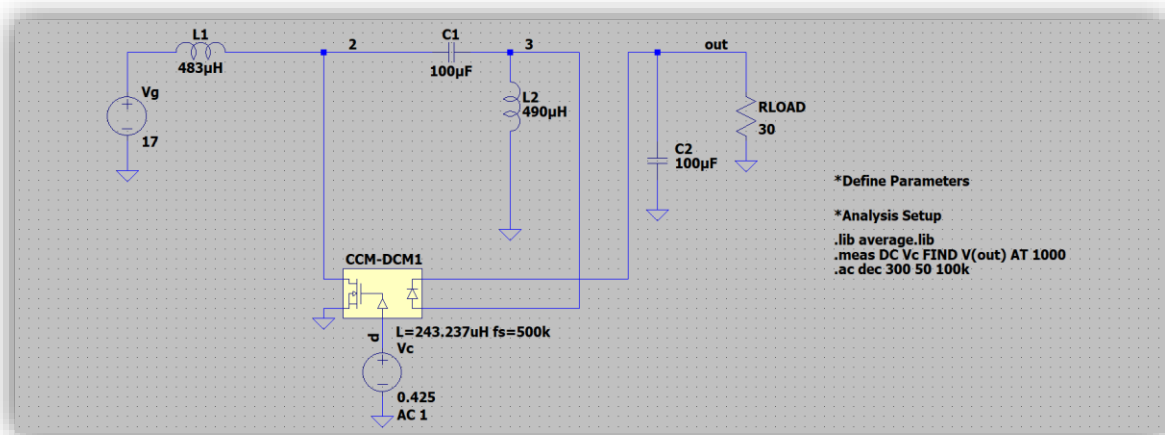 L1
483µH
2
C1
100µF
3
L2
490µH
out
RLOAD
30
C2
100µF
Vg
17
*Define Parameters
*Analysis Setup
.lib average.lib
.meas DC Vc FIND V(out) AT 1000
.ac dec 300 50 100k
CCM-DCM1
L=243.237uH fs=500k
d
Vc
0.425
AC 1